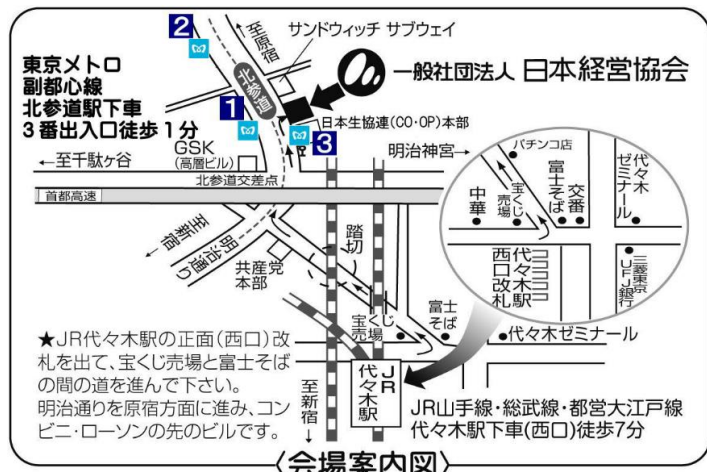 2
至原宿
サンドウィッチ サブウェイ
東京メトロ
副都心線
北参道駅下車
3番出入口徒歩1分
北参道
一般社団法人 日本経営協会
1
日本生協連(CO・OP)本部
3
GSK
(高層ビル)
←至千駄ヶ谷
北参道交差点
明治神宮→
首都高速
至新宿
明治通り
共産党
本部
踏切
パチンコ店
中華
宝くじ
売場
富士そば
交番
代々木
ゼミナール
代々木駅
西口改札
三菱東京
UFJ銀行
宝くじ
売場
富士
そば
代々木ゼミナール
★JR代々木駅の正面(西口)改
札を出て、宝くじ売場と富士そば
の間の道を進んで下さい。
明治通りを原宿方面に進み、コン
ビニ・ローソンの先のビルです。
至新宿
JR
代々木駅
JR山手線・総武線・都営大江戸線
代々木駅下車(西口)徒歩7分
〈会場案内図〉